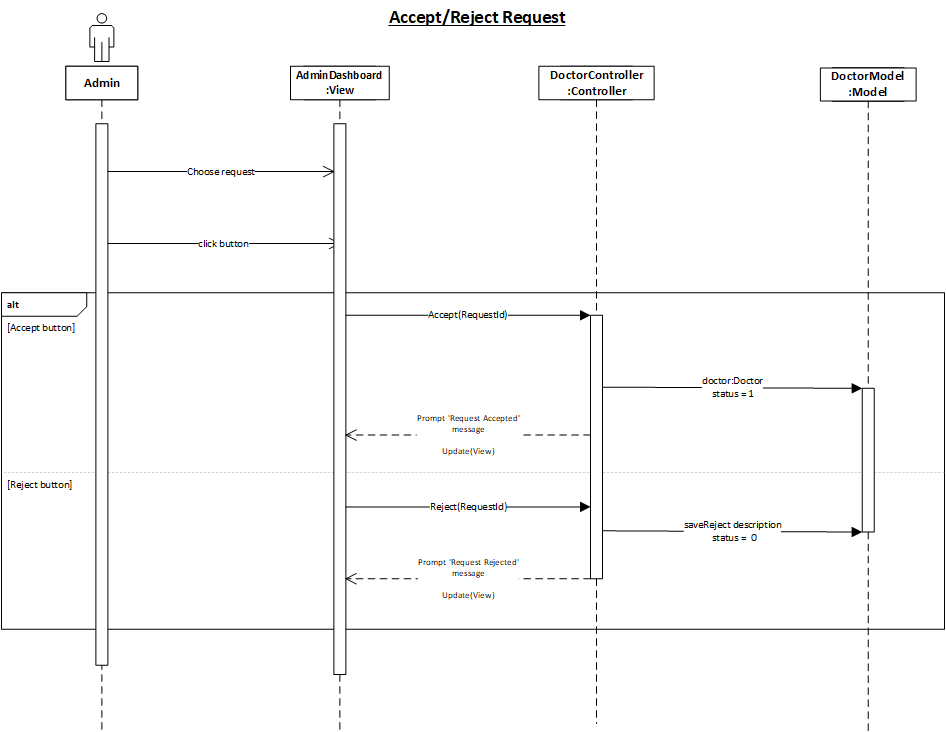 Accept/Reject Request
Admin
AdminDashboard
:View
DoctorController
:Controller
DoctorModel
:Model
Choose request
click button
alt
[Accept button]
Accept(RequestId)
doctor:Doctor
status = 1
Prompt 'Request Accepted'
message
Update(View)
[Reject button]
Reject(RequestId)
saveReject description
status = 0
Prompt 'Request Rejected'
message
Update(View)